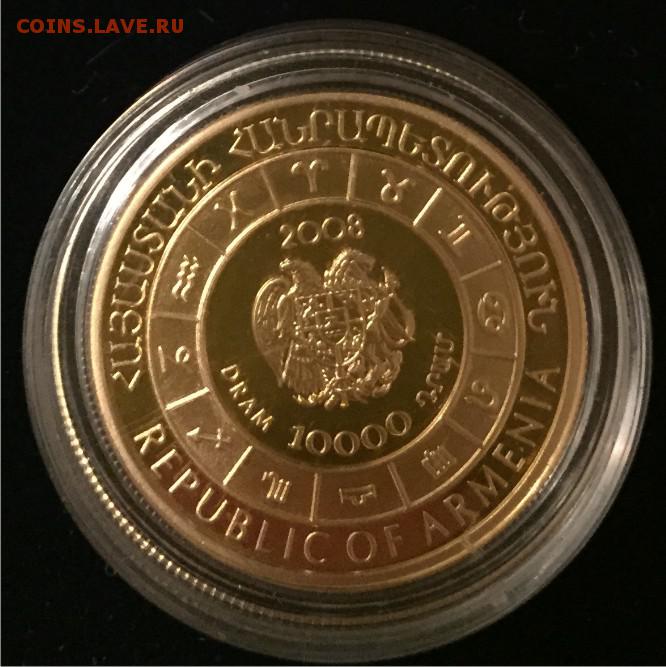 COINS.LAVE.RU
ՀԱՅԱՍՏԱՆԻ ՀԱՆՐԱՊԵՏՈՒԹՅՈՒՆ
2008
DRAM 10000 ԴՐԱՄ
REPUBLIC OF ARMENIA